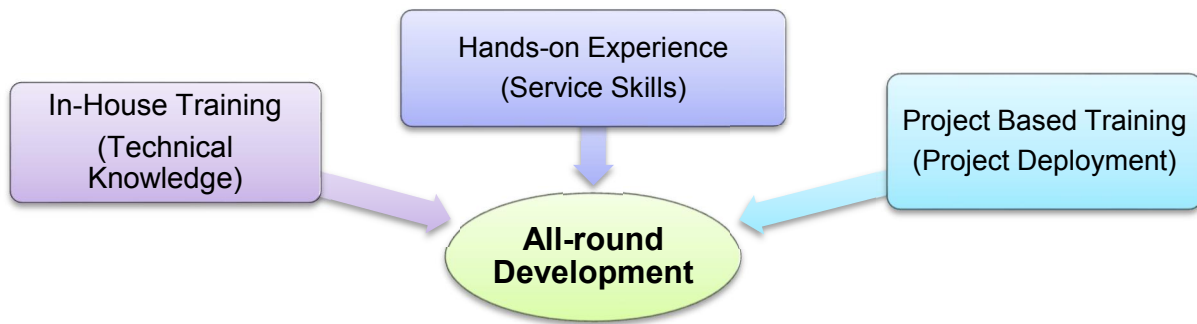 Hands-on Experience
(Service Skills)
In-House Training
(Technical
Knowledge)
Project Based Training
(Project Deployment)
All-round
Development